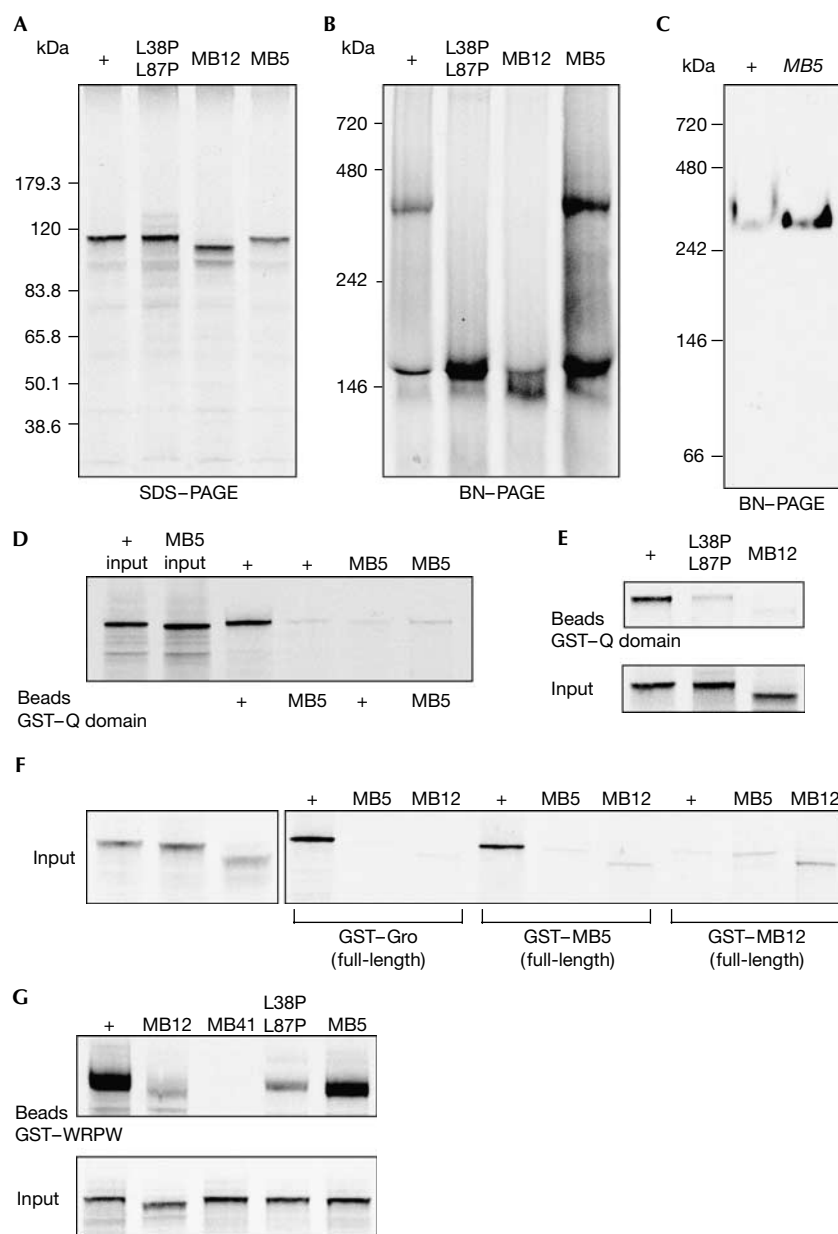 A
kDa
+
L38P
L87P
MB12
MB5
179.3
120
83.8
65.8
50.1
38.6
SDS–PAGE
B
+
L38P
L87P
MB12
MB5
720
480
242
146
BN–PAGE
C
kDa
+
MB5
720
480
242
146
66
BN–PAGE
D
+
input
MB5
input
+
+
MB5
MB5
Beads
GST–Q domain
+
MB5
+
MB5
E
+
L38P
L87P
MB12
Beads
GST–Q domain
Input
F
+
MB5
MB12
+
MB5
MB12
+
MB5
MB12
Input
GST–Gro
(full-length)
GST–MB5
(full-length)
GST–MB12
(full-length)
G
+
MB12
MB41
L38P
L87P
MB5
Beads
GST–WRPW
Input